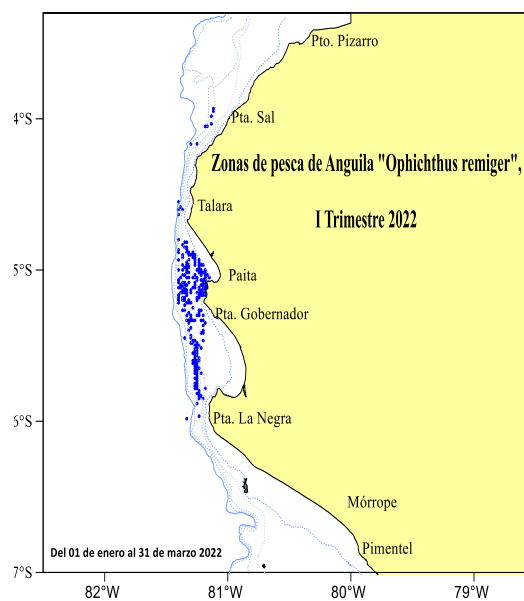 Pto. Pizarro
4°S
Pta. Sal
Zonas de pesca de Anguila "Ophichthus remiger",
Talara
I Trimestre 2022
5°S
Paita
Pta. Gobernador
6°S
Pta. La Negra
Mórrope
Del 01 de enero al 31 de marzo 2022
Pimentel
7°S
82°W
81°W
80°W
79°W